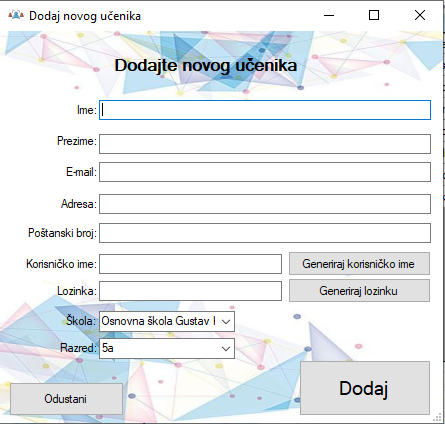 Dodaj novog učenika
Dodajte novog učenika
Ime:
Prezime:
E-mail:
Adresa:
Poštanski broj:
Korisničko ime: Generiraj korisničko ime
Lozinka: Generiraj lozinku
Škola: Osnovna škola Gustav
Razred: 5a
Odustani Dodaj